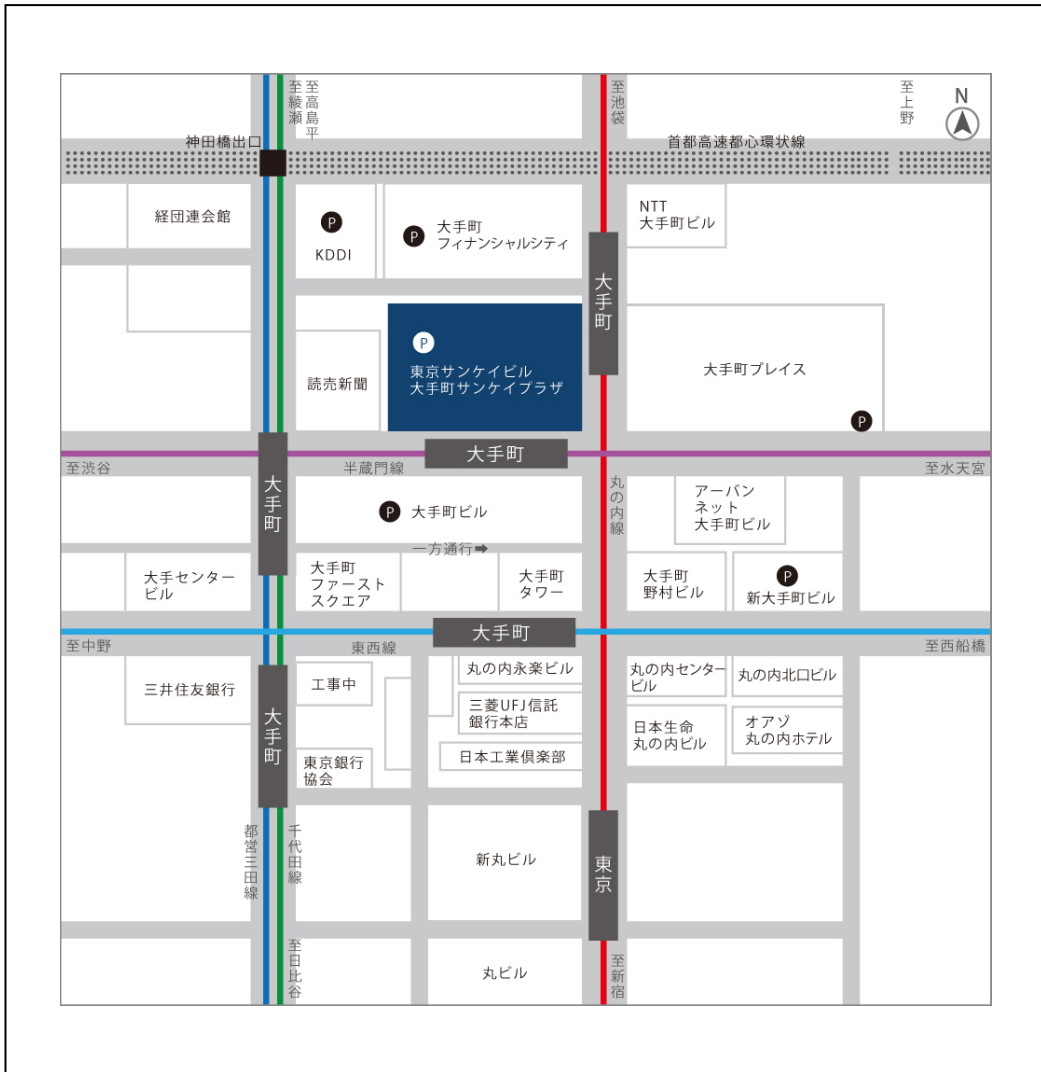 至綾瀬
至高島平
至池袋
至上野
N
神田橋出口
首都高速都心環状線
経団連会館
P
KDDI
P
大手町
フィナンシャルシティ
NTT
大手町ビル
大手町
読売新聞
P
東京サンケイビル
大手町サンケイプラザ
大手町プレイス
P
至渋谷
半蔵門線
大手町
至水天宮
大手町
P
大手町ビル
丸の内線
アーバン
ネット
大手町ビル
一方通行➡
大手センター
ビル
大手町
ファースト
スクエア
大手町
タワー
大手町
野村ビル
P
新大手町ビル
至中野
東西線
大手町
至西船橋
三井住友銀行
大手町
工事中
丸の内永楽ビル
三菱UFJ信託
銀行本店
日本工業倶楽部
丸の内センター
ビル
丸の内北口ビル
日本生命
丸の内ビル
オアゾ
丸の内ホテル
東京銀行
協会
都営三田線
千代田線
新丸ビル
東京
至日比谷
丸ビル
至新宿